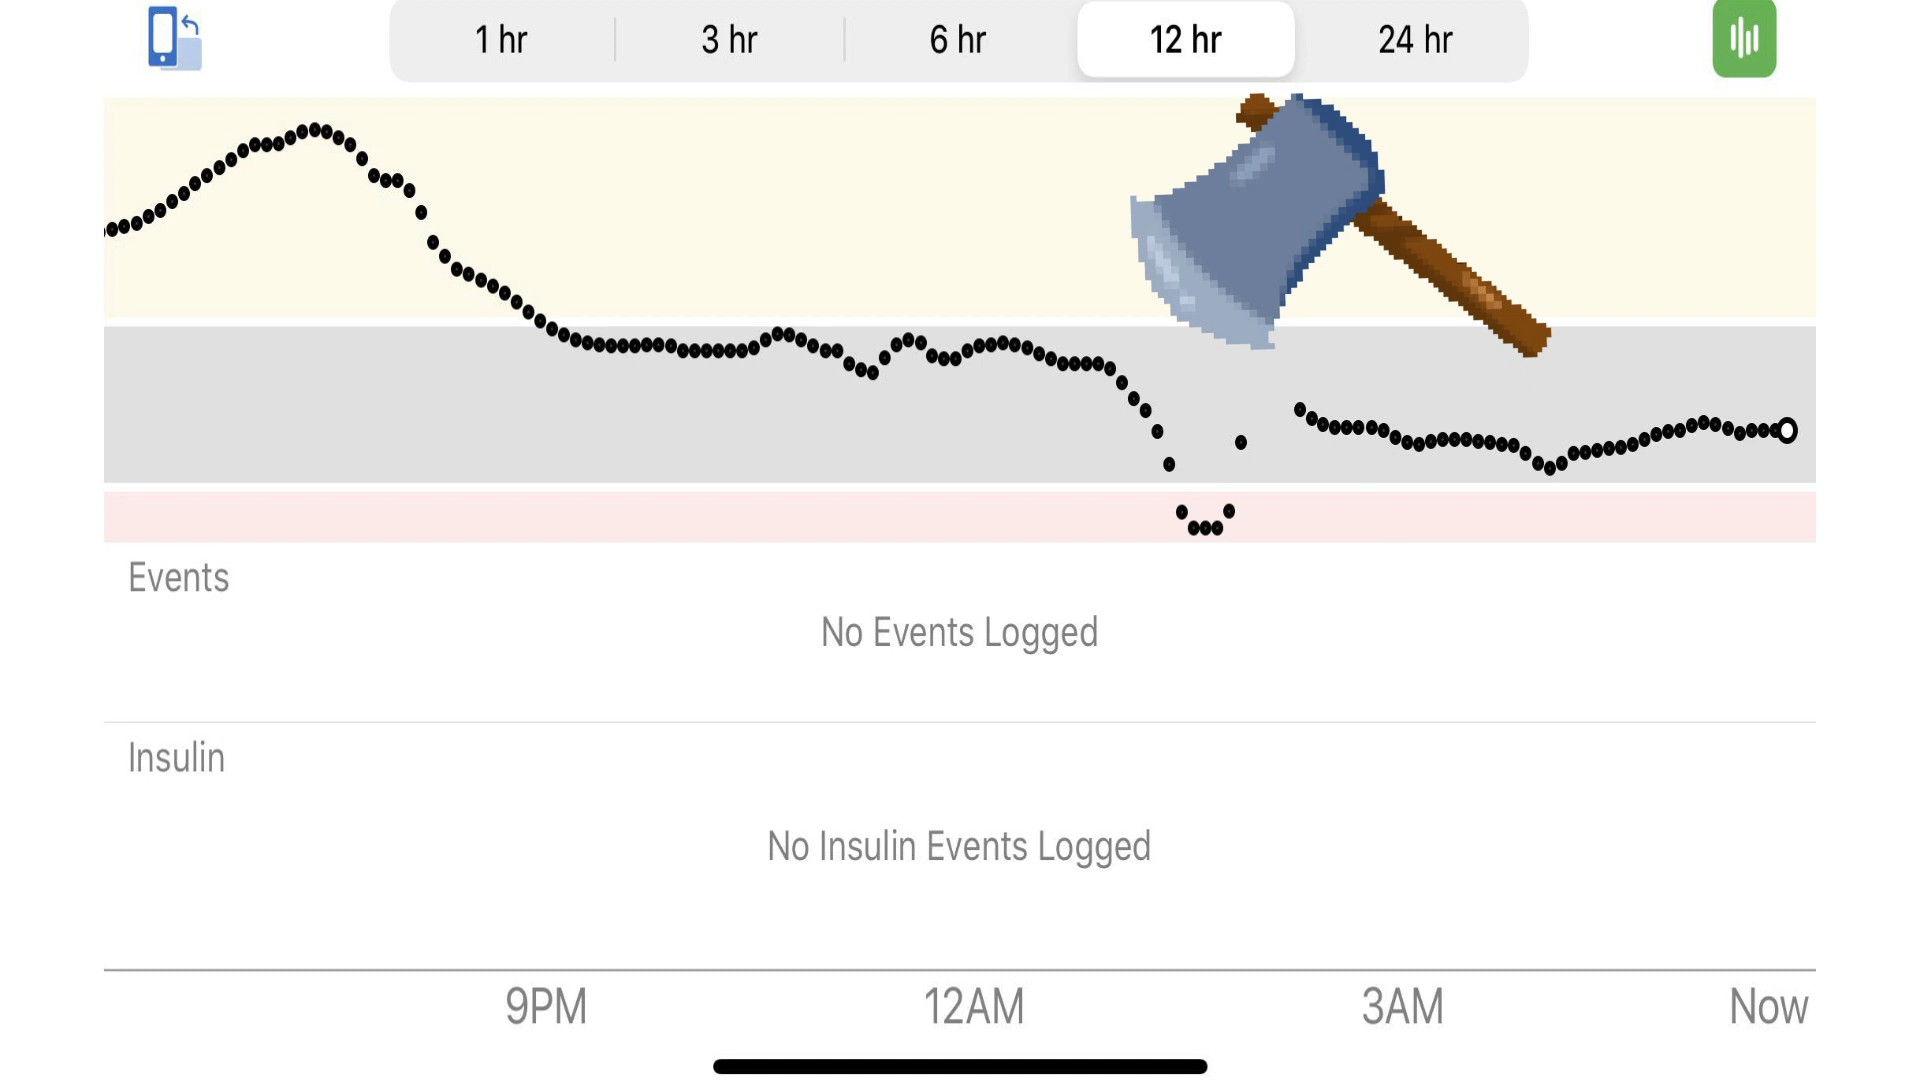 1 hr 3 hr 6 hr 12 hr 24 hr
Events
No Events Logged
Insulin
No Insulin Events Logged
9PM 12AM 3AM Now